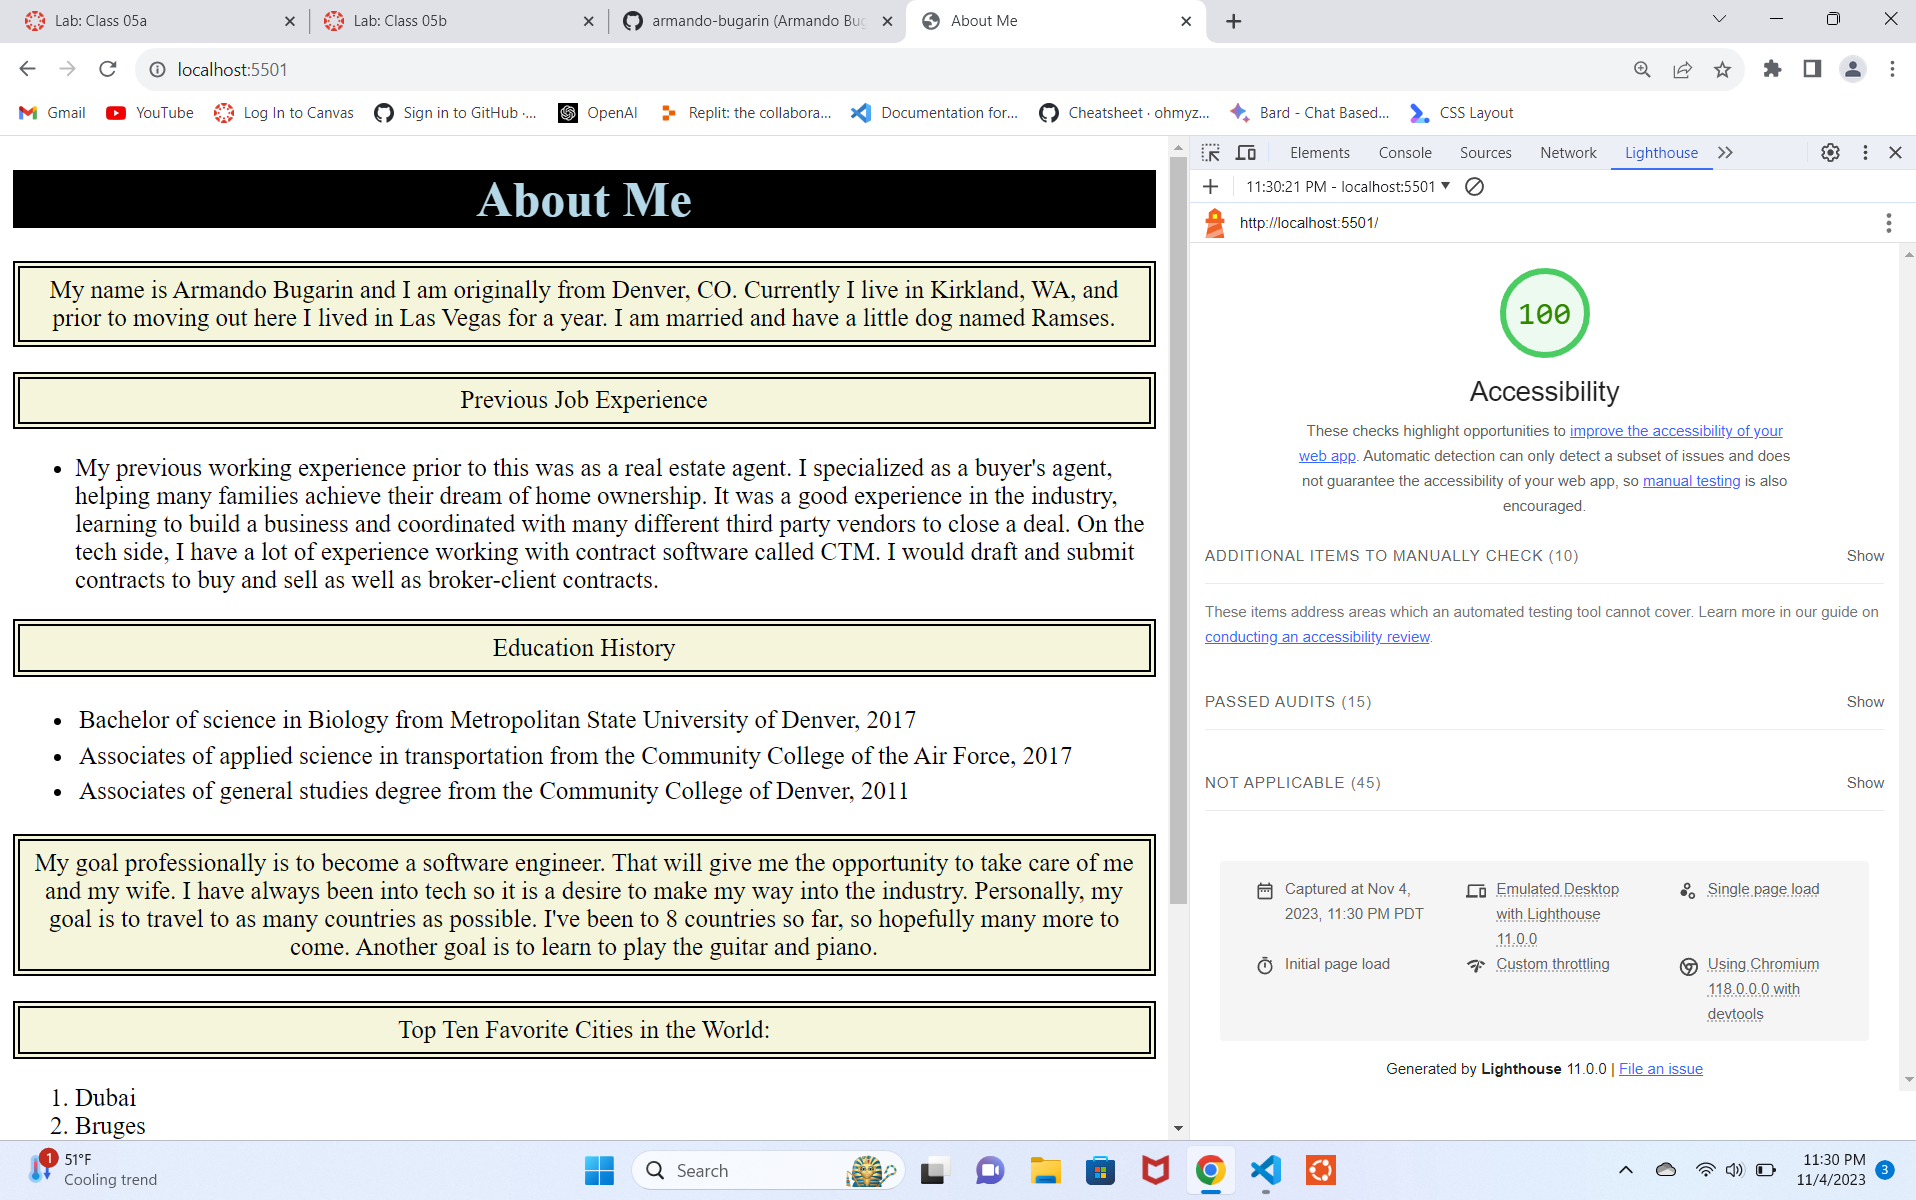 Lab: Class 05a
Lab: Class 05b
armando-bugarin (Armando Bug
About Me
localhost:5501
Gmail
YouTube
Log In to Canvas
Sign in to GitHub ·...
OpenAI
Replit: the collabora...
Documentation for...
Cheatsheet · ohmyz...
Bard - Chat Based...
CSS Layout
About Me
My name is Armando Bugarin and I am originally from Denver, CO. Currently I live in Kirkland, WA, and
prior to moving out here I lived in Las Vegas for a year. I am married and have a little dog named Ramses.
Previous Job Experience
• My previous working experience prior to this was as a real estate agent. I specialized as a buyer's agent,
helping many families achieve their dream of home ownership. It was a good experience in the industry,
learning to build a business and coordinated with many different third party vendors to close a deal. On the
tech side, I have a lot of experience working with contract software called CTM. I would draft and submit
contracts to buy and sell as well as broker-client contracts.
Education History
• Bachelor of science in Biology from Metropolitan State University of Denver, 2017
• Associates of applied science in transportation from the Community College of the Air Force, 2017
• Associates of general studies degree from the Community College of Denver, 2011
My goal professionally is to become a software engineer. That will give me the opportunity to take care of me
and my wife. I have always been into tech so it is a desire to make my way into the industry. Personally, my
goal is to travel to as many countries as possible. I've been to 8 countries so far, so hopefully many more to
come. Another goal is to learn to play the guitar and piano.
Top Ten Favorite Cities in the World:
1. Dubai
2. Bruges
Elements
Console
Sources
Network
Lighthouse
11:30:21 PM - localhost:5501
http://localhost:5501/
100
Accessibility
These checks highlight opportunities to improve the accessibility of your
web app. Automatic detection can only detect a subset of issues and does
not guarantee the accessibility of your web app, so manual testing is also
encouraged.
ADDITIONAL ITEMS TO MANUALLY CHECK (10)
Show
These items address areas which an automated testing tool cannot cover. Learn more in our guide on
conducting an accessibility review.
PASSED AUDITS (15)
Show
NOT APPLICABLE (45)
Show
Captured at Nov 4,
2023, 11:30 PM PDT
Emulated Desktop
with Lighthouse
11.0.0
Single page load
Initial page load
Custom throttling
Using Chromium
118.0.0.0 with
devtools
Generated by Lighthouse 11.0.0 | File an issue
1
51°F
Cooling trend
Search
11:30 PM
11/4/2023
3